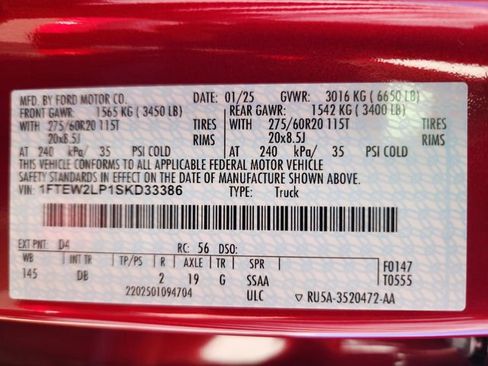 MFD. BY FORD MOTOR CO. DATE: 01/25 GVWR: 3016 KG ( 6650 LB)
FRONT GAWR: 1565 KG ( 3450 LB) REAR GAWR: 1542 KG ( 3400 LB)
WITH 275/60R20 115T TIRES WITH 275/60R20 115T TIRES
20x8.5J RIMS 20x8.5J RIMS
AT 240 kPa/ 35 PSI COLD AT 240 kPa/ 35 PSI COLD
THIS VEHICLE CONFORMS TO ALL APPLICABLE FEDERAL MOTOR VEHICLE
SAFETY STANDARDS IN EFFECT ON THE DATE OF MANUFACTURE SHOWN ABOVE.
VIN: 1FTEW2LP1SKD33386 TYPE: Truck
EXT PNT: D4 RC: 56 DSO:
WB INT TR TP/PS R AXLE TR SPR F0147
145 DB 2 19 G SSAA T0555
2202501094704 ULC ▽ RU5A-3520472-AA